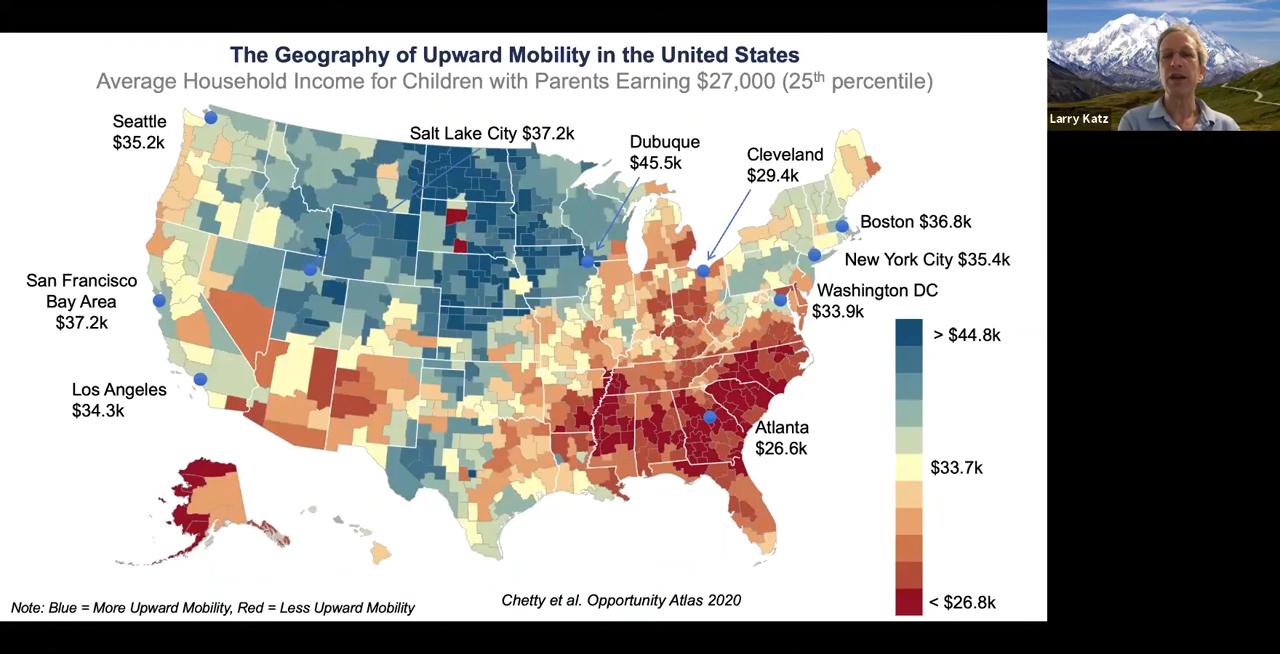 The Geography of Upward Mobility in the United States
Average Household Income for Children with Parents Earning $27,000 (25th percentile)
Larry Katz
Seattle
$35.2k
Salt Lake City $37.2k
Dubuque
$45.5k
Cleveland
$29.4k
Boston $36.8k
New York City $35.4k
San Francisco
Bay Area
$37.2k
Washington DC
$33.9k
> $44.8k
Los Angeles
$34.3k
Atlanta
$26.6k
$33.7k
< $26.8k
Note: Blue = More Upward Mobility, Red = Less Upward Mobility
Chetty et al. Opportunity Atlas 2020